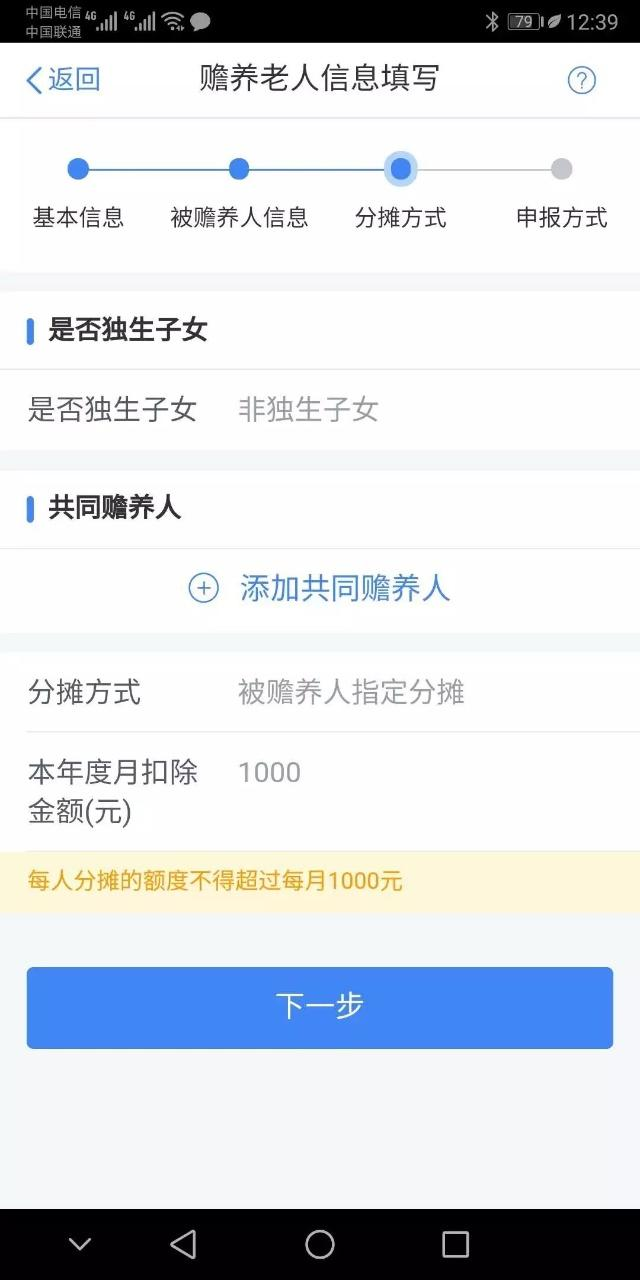 中国电信 4G 4G 79 12:39
中国联通
返回 赡养老人信息填写 ?
基本信息 被赡养人信息 分摊方式 申报方式
是否独生子女
是否独生子女 非独生子女
共同赡养人
添加共同赡养人
分摊方式 被赡养人指定分摊
本年度月扣除 1000
金额(元)
每人分摊的额度不得超过每月1000元
下一步